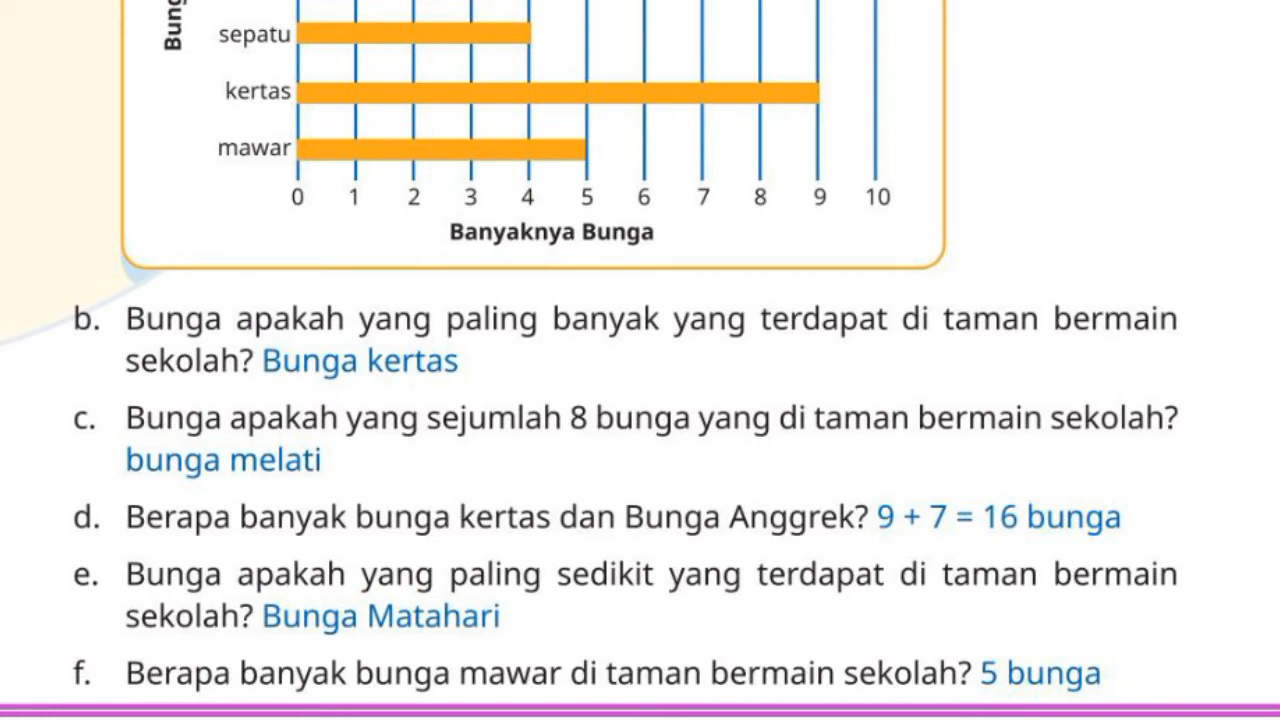 Bung
sepatu
kertas
mawar
0 1 2 3 4 5 6 7 8 9 10
Banyaknya Bunga
b. Bunga apakah yang paling banyak yang terdapat di taman bermain
sekolah? Bunga kertas
c. Bunga apakah yang sejumlah 8 bunga yang di taman bermain sekolah?
bunga melati
d. Berapa banyak bunga kertas dan Bunga Anggrek? 9 + 7 = 16 bunga
e. Bunga apakah yang paling sedikit yang terdapat di taman bermain
sekolah? Bunga Matahari
f. Berapa banyak bunga mawar di taman bermain sekolah? 5 bunga